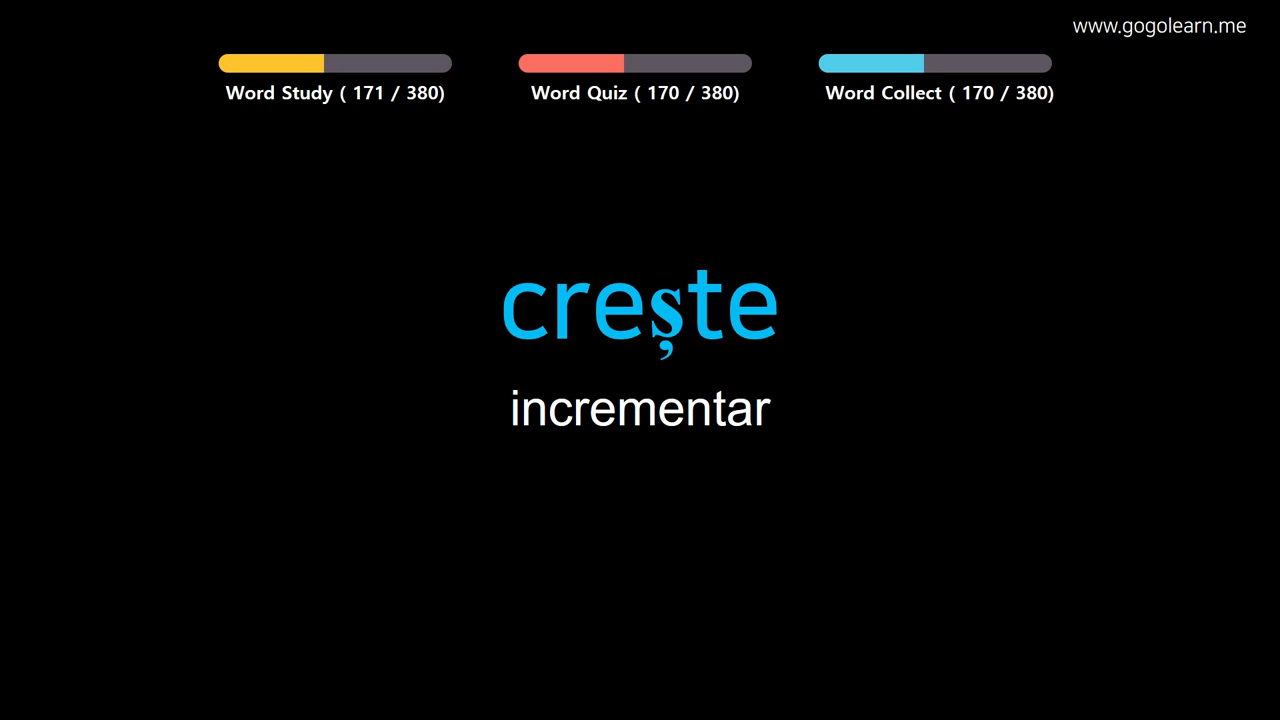 www.gogolearn.me
Word Study ( 171 / 380)
Word Quiz ( 170 / 380)
Word Collect ( 170 / 380)
crește
incrementar